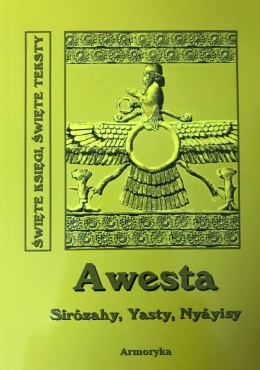 ŚWIĘTE KSIĘGI, ŚWIĘTE TEKSTY
Awesta
Sirôzahy, Yasty, Nyâyisy
Armoryka